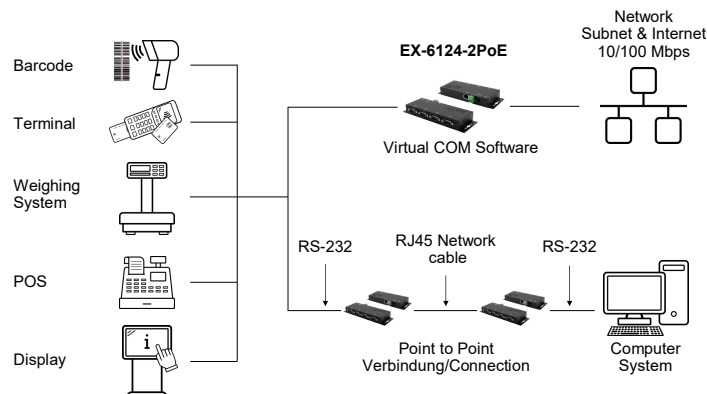 Barcode
Terminal
Weighing
System
POS
Display
i
EX-6124-2PoE
Virtual COM Software
Network
Subnet & Internet
10/100 Mbps
RS-232
RJ45 Network
cable
RS-232
Point to Point
Verbindung/Connection
Computer
System